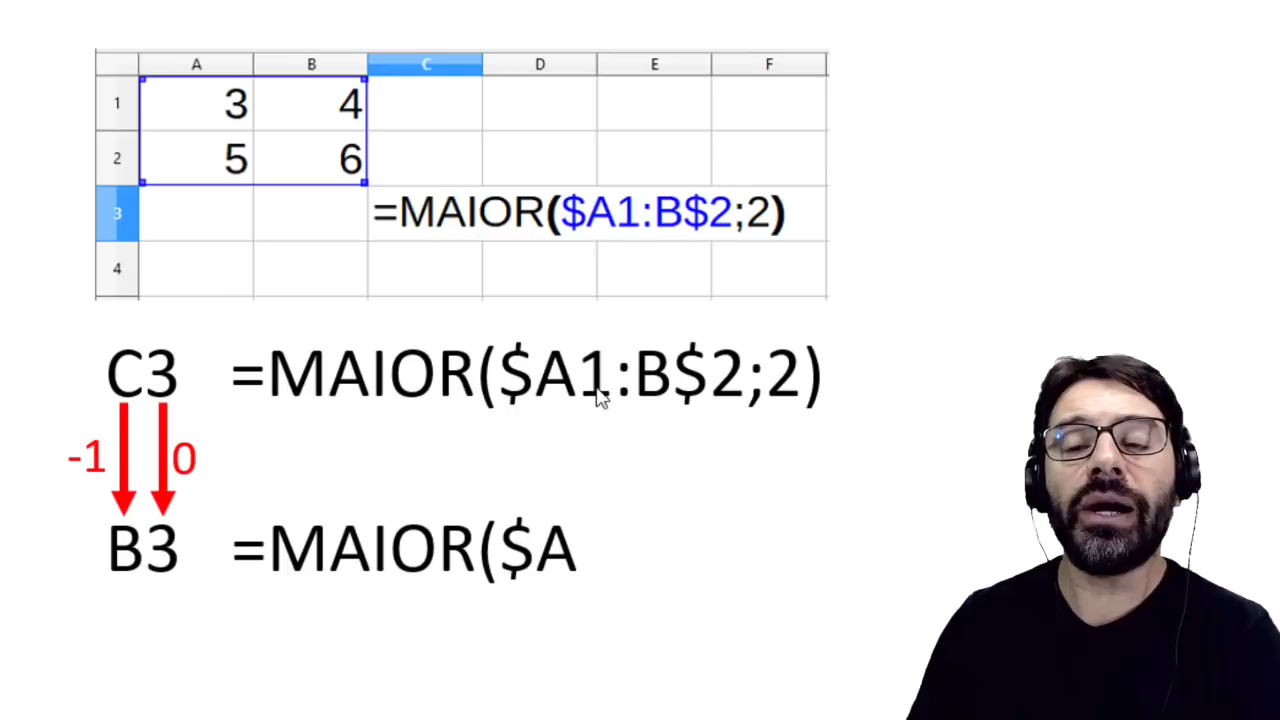 A B C D E F
1 3 4
2 5 6
3 =MAIOR($A1:B$2;2)
4
C3 =MAIOR($A1:B$2;2)
-1 0
B3 =MAIOR($A